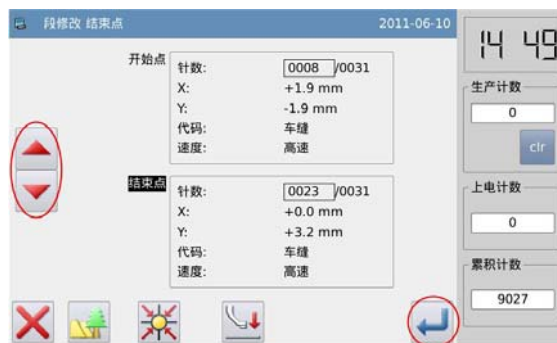 段修改 结束点 2011-06-10
14 49
开始点
针数: 0008 /0031
X: +1.9 mm
Y: -1.9 mm
代码: 车缝
速度: 高速
结束点
针数: 0023 /0031
X: +0.0 mm
Y: +3.2 mm
代码: 车缝
速度: 高速
生产计数
0
clr
上电计数
0
累积计数
9027